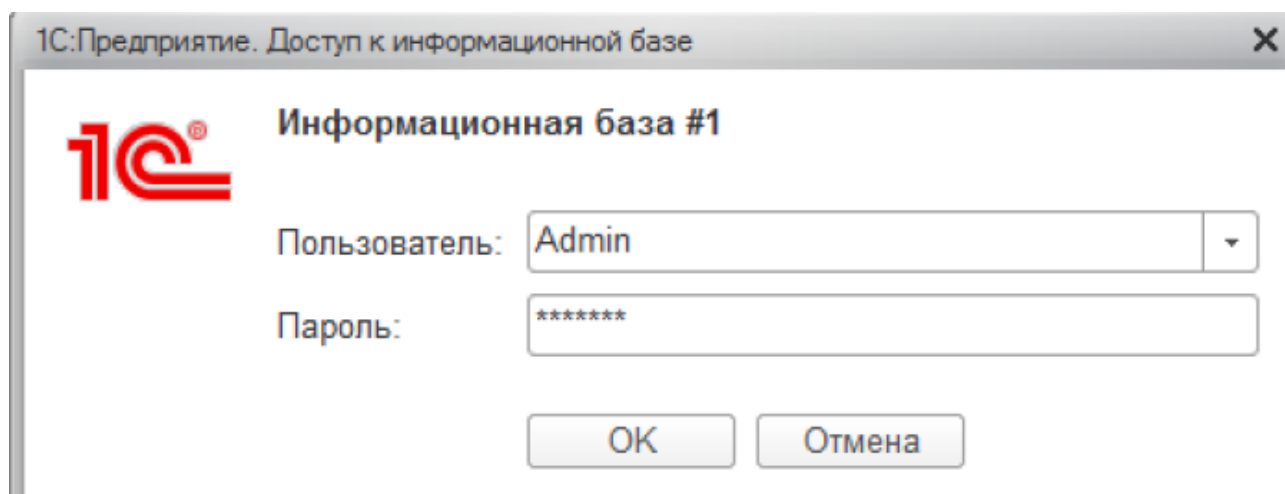 1С:Предприятие. Доступ к информационной базе
1С®
Информационная база #1
Пользователь: Admin
Пароль: *******
OK Отмена